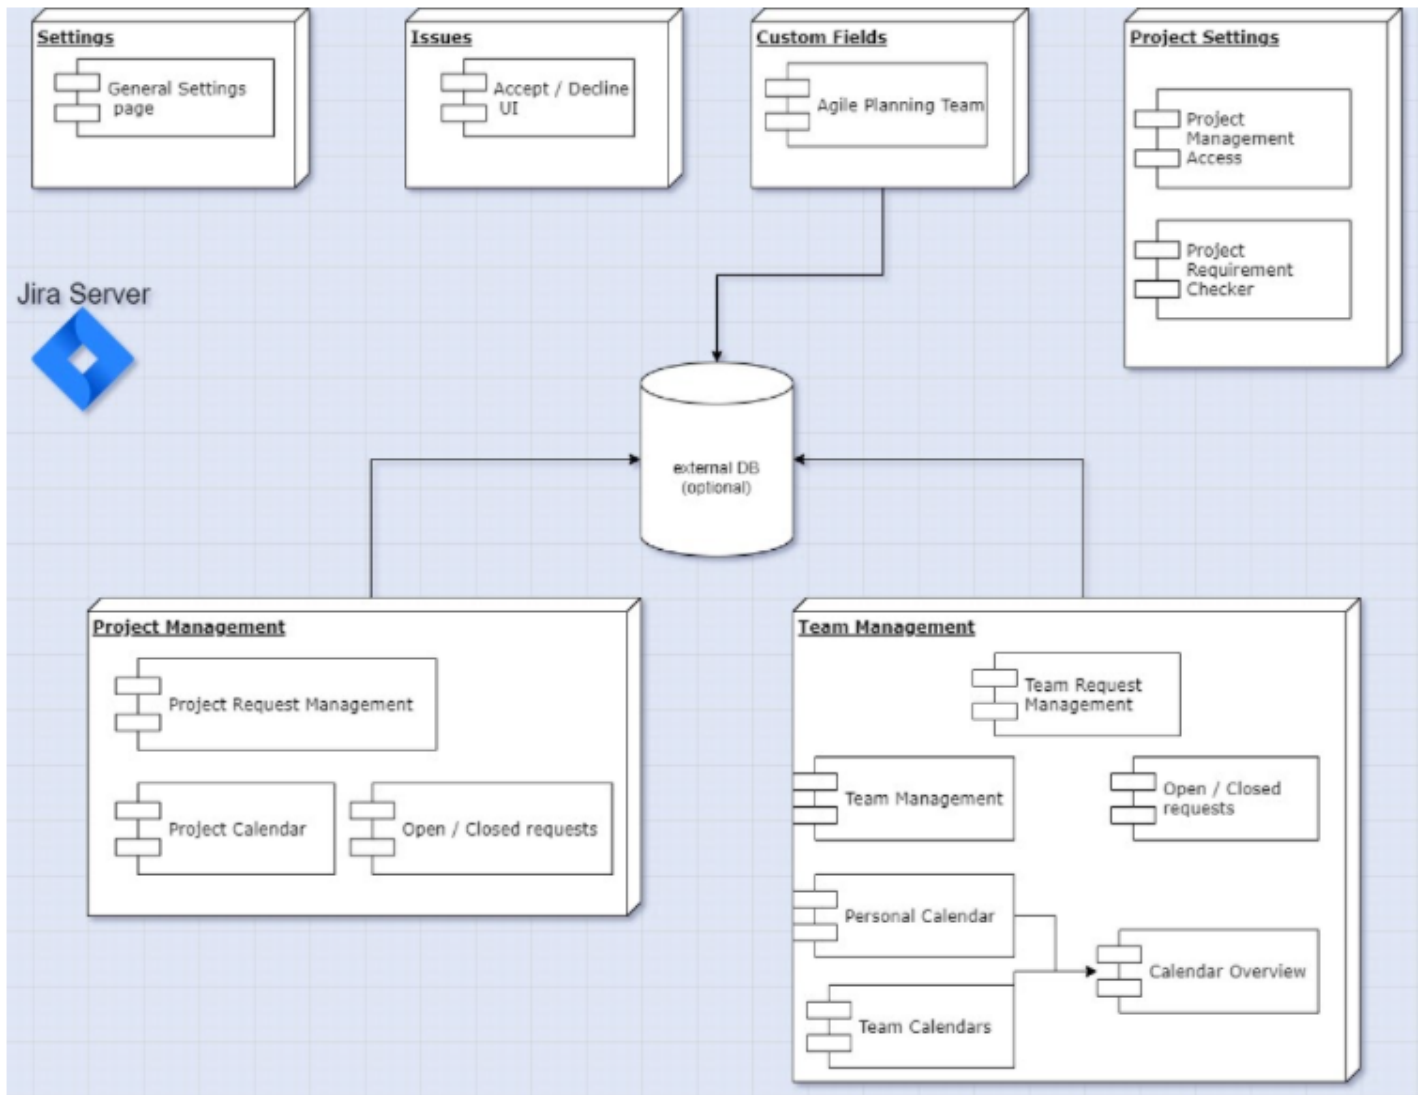 Settings
General Settings
page
Issues
Accept / Decline
UI
Custom Fields
Agile Planning Team
Project Settings
Project
Management
Access
Project
Requirement
Checker
Jira Server
external DB
(optional)
Project Management
Project Request Management
Project Calendar
Open / Closed requests
Team Management
Team Request
Management
Team Management
Open / Closed
requests
Personal Calendar
Calendar Overview
Team Calendars